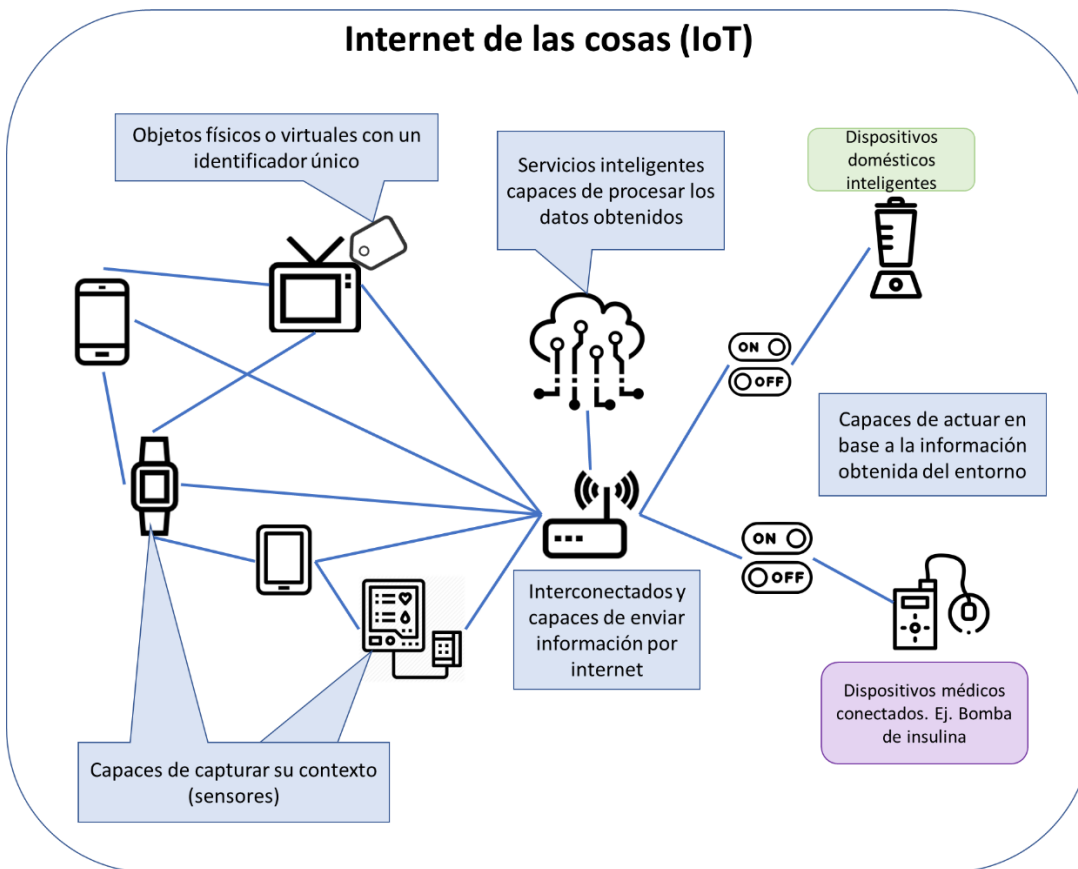 Internet de las cosas (IoT)
Objetos físicos o virtuales con un
identificador único
Servicios inteligentes
capaces de procesar los
datos obtenidos
Dispositivos
domésticos
inteligentes
ON
OFF
Capaces de actuar en
base a la información
obtenida del entorno
ON
OFF
Interconectados y
capaces de enviar
información por
internet
Dispositivos médicos
conectados. Ej. Bomba
de insulina
Capaces de capturar su contexto
(sensores)